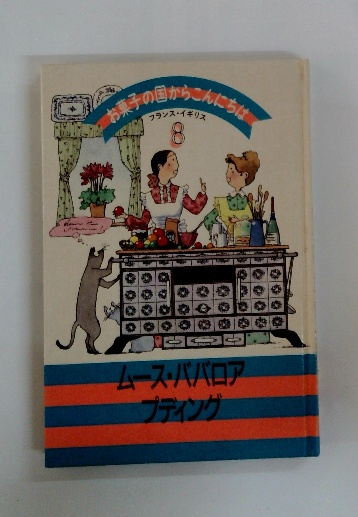 お菓子の国からこんにちは
フランス・イギリス
8
ムース・ババロア
プディング